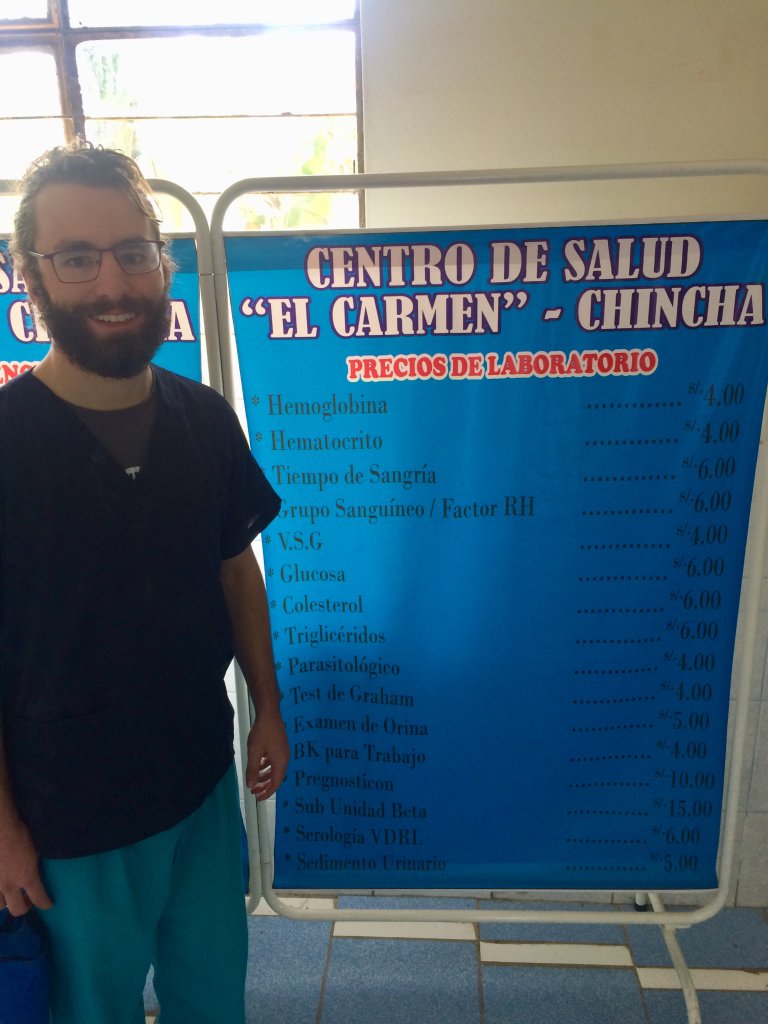 CENTRO DE SALUD
"EL CARMEN" - CHINCHA
PRECIOS DE LABORATORIO
* Hemoglobina ............. s/.4.00
* Hematocrito ............. s/.4.00
* Tiempo de Sangría ............. s/.6.00
Grupo Sanguíneo / Factor RH ............. s/.6.00
* V.S.G ............. s/.4.00
* Glucosa ............. s/.6.00
* Colesterol ............. s/.6.00
* Triglicéridos ............. s/.6.00
* Parasitológico ............. s/.4.00
* Test de Graham ............. s/.4.00
* Examen de Orina ............. s/.5.00
BK para Trabajo ............. s/.4.00
* Pregnosticon ............. s/.10.00
* Sub Unidad Beta ............. s/.15.00
* Serología VDRL ............. s/.6.00
* Sedimento Urinario ............. s/.5.00